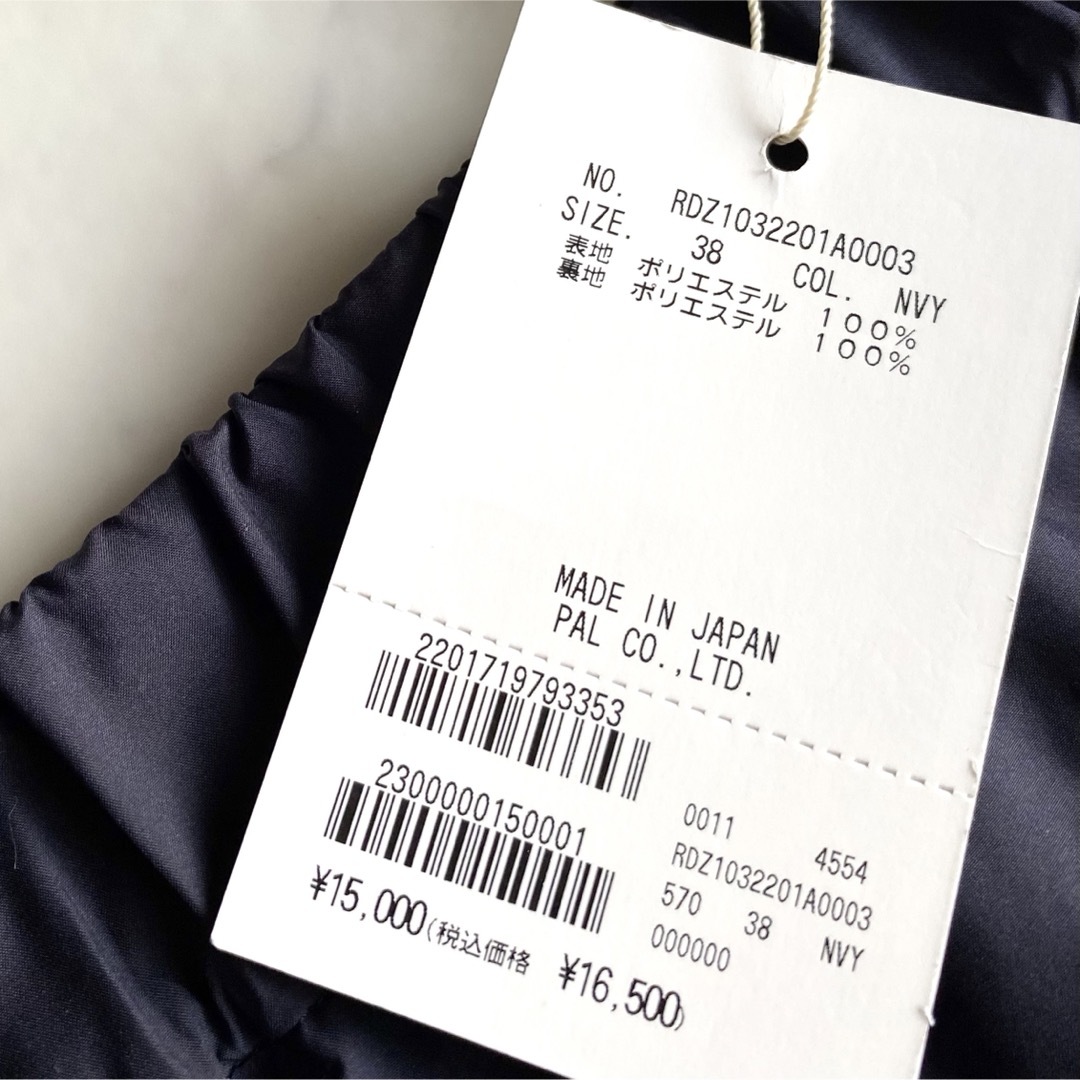 NO. RDZ1032201A0003
SIZE. 38 COL. NVY
表地 ポリエステル 100%
裏地 ポリエステル 100%
MADE IN JAPAN
PAL CO.,LTD.
2201719793353
2300000150001
¥15,000(税込価格 ¥16,500)
0011 4554
RDZ1032201A0003
570 38 NVY
000000